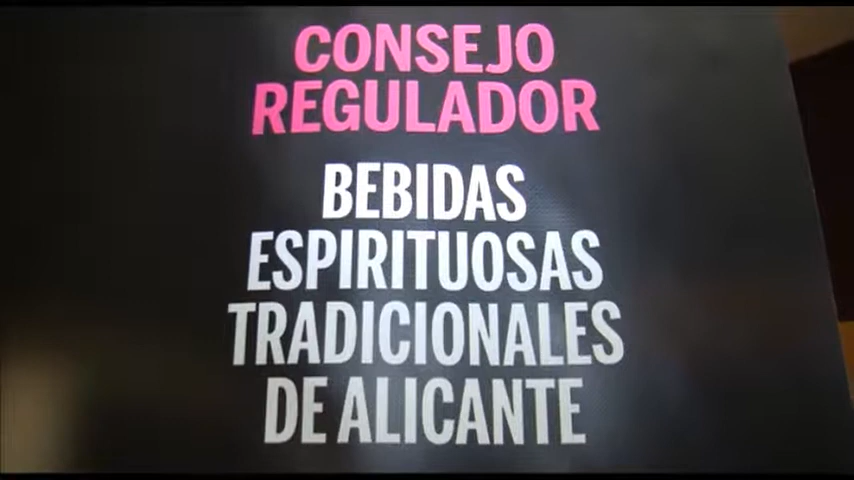 CONSEJO
REGULADOR
BEBIDAS
ESPIRITUOSAS
TRADICIONALES
DE ALICANTE